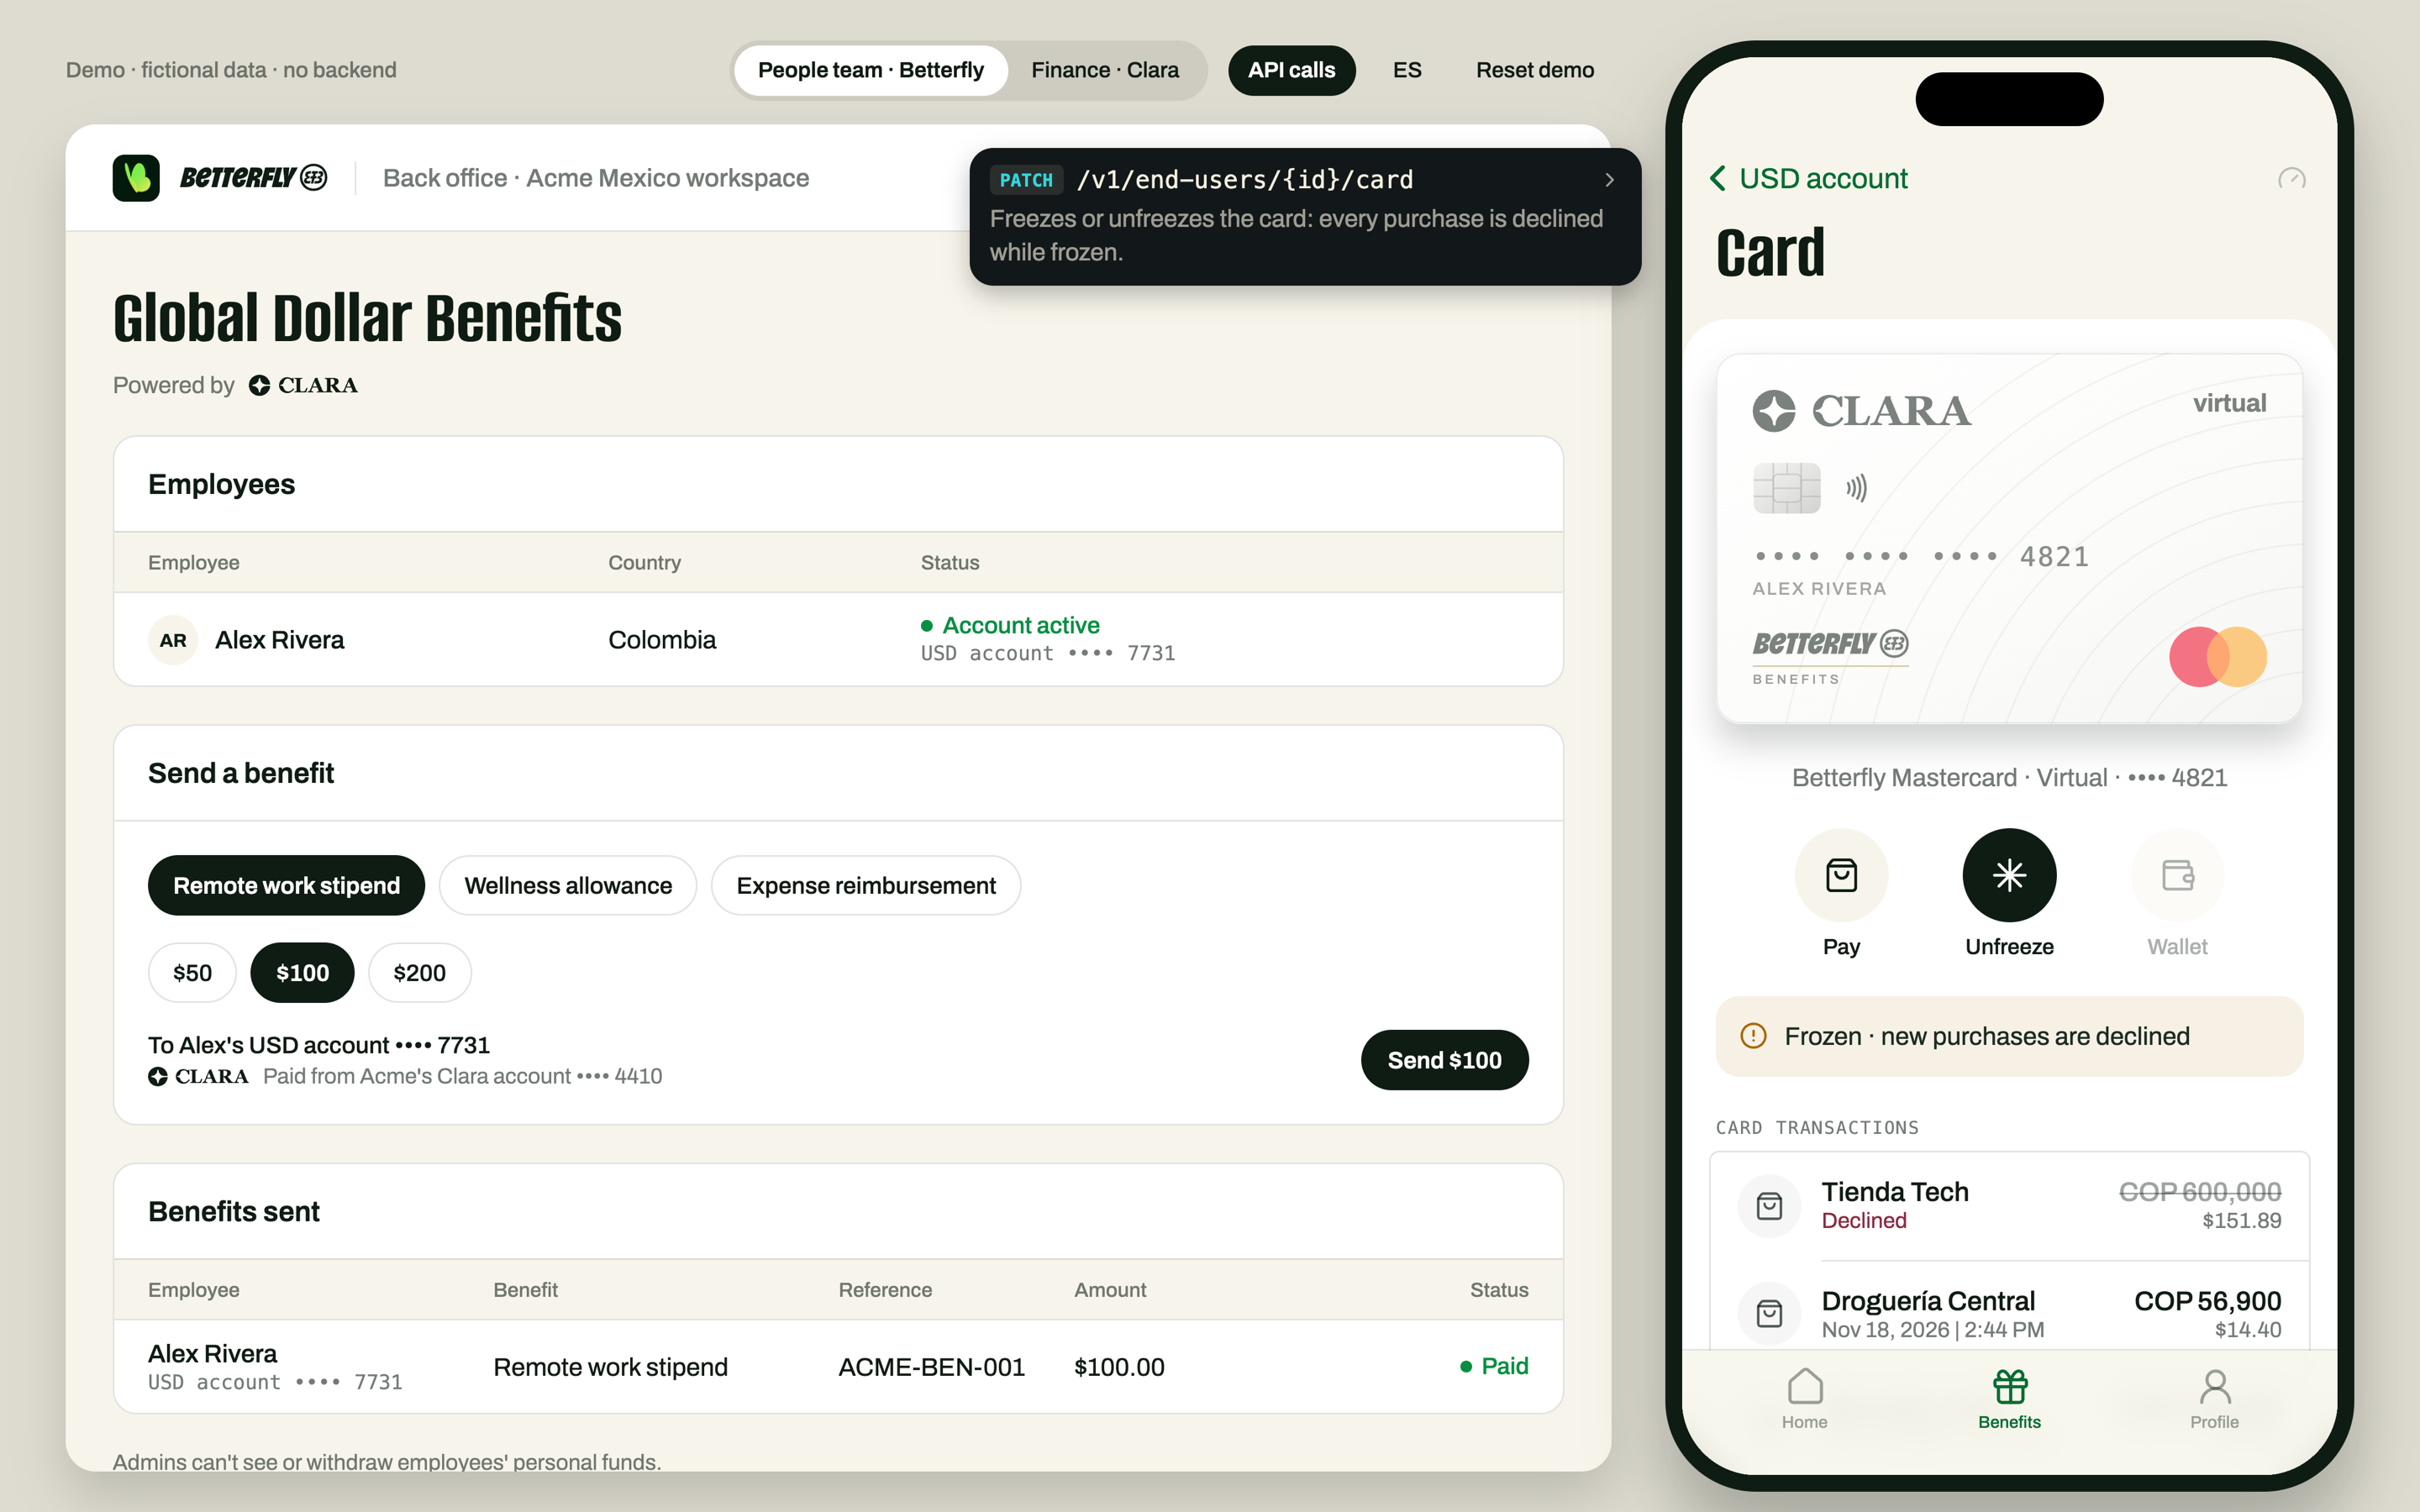 Demo · fictional data · no backend
People team · Betterfly
Finance · Clara
API calls
ES
Reset demo
BETTERFLY
Back office · Acme Mexico workspace
PATCH /v1/end-users/{id}/card
Freezes or unfreezes the card: every purchase is declined
while frozen.
Global Dollar Benefits
Powered by CLARA
Employees
Employee Country Status
AR Alex Rivera Colombia Account active
USD account •••• 7731
Send a benefit
Remote work stipend Wellness allowance Expense reimbursement
$50 $100 $200
To Alex's USD account •••• 7731
CLARA Paid from Acme's Clara account •••• 4410
Send $100
Benefits sent
Employee Benefit Reference Amount Status
Alex Rivera Remote work stipend ACME-BEN-001 $100.00 Paid
USD account •••• 7731
Admins can't see or withdraw employees' personal funds.
USD account
Card
CLARA virtual
•••• •••• •••• 4821
ALEX RIVERA
BETTERFLY
BENEFITS
Betterfly Mastercard · Virtual · •••• 4821
Pay Unfreeze Wallet
Frozen · new purchases are declined
CARD TRANSACTIONS
Tienda Tech COP 600,000
Declined $151.89
Droguería Central COP 56,900
Nov 18, 2026 | 2:44 PM $14.40
Home Benefits Profile